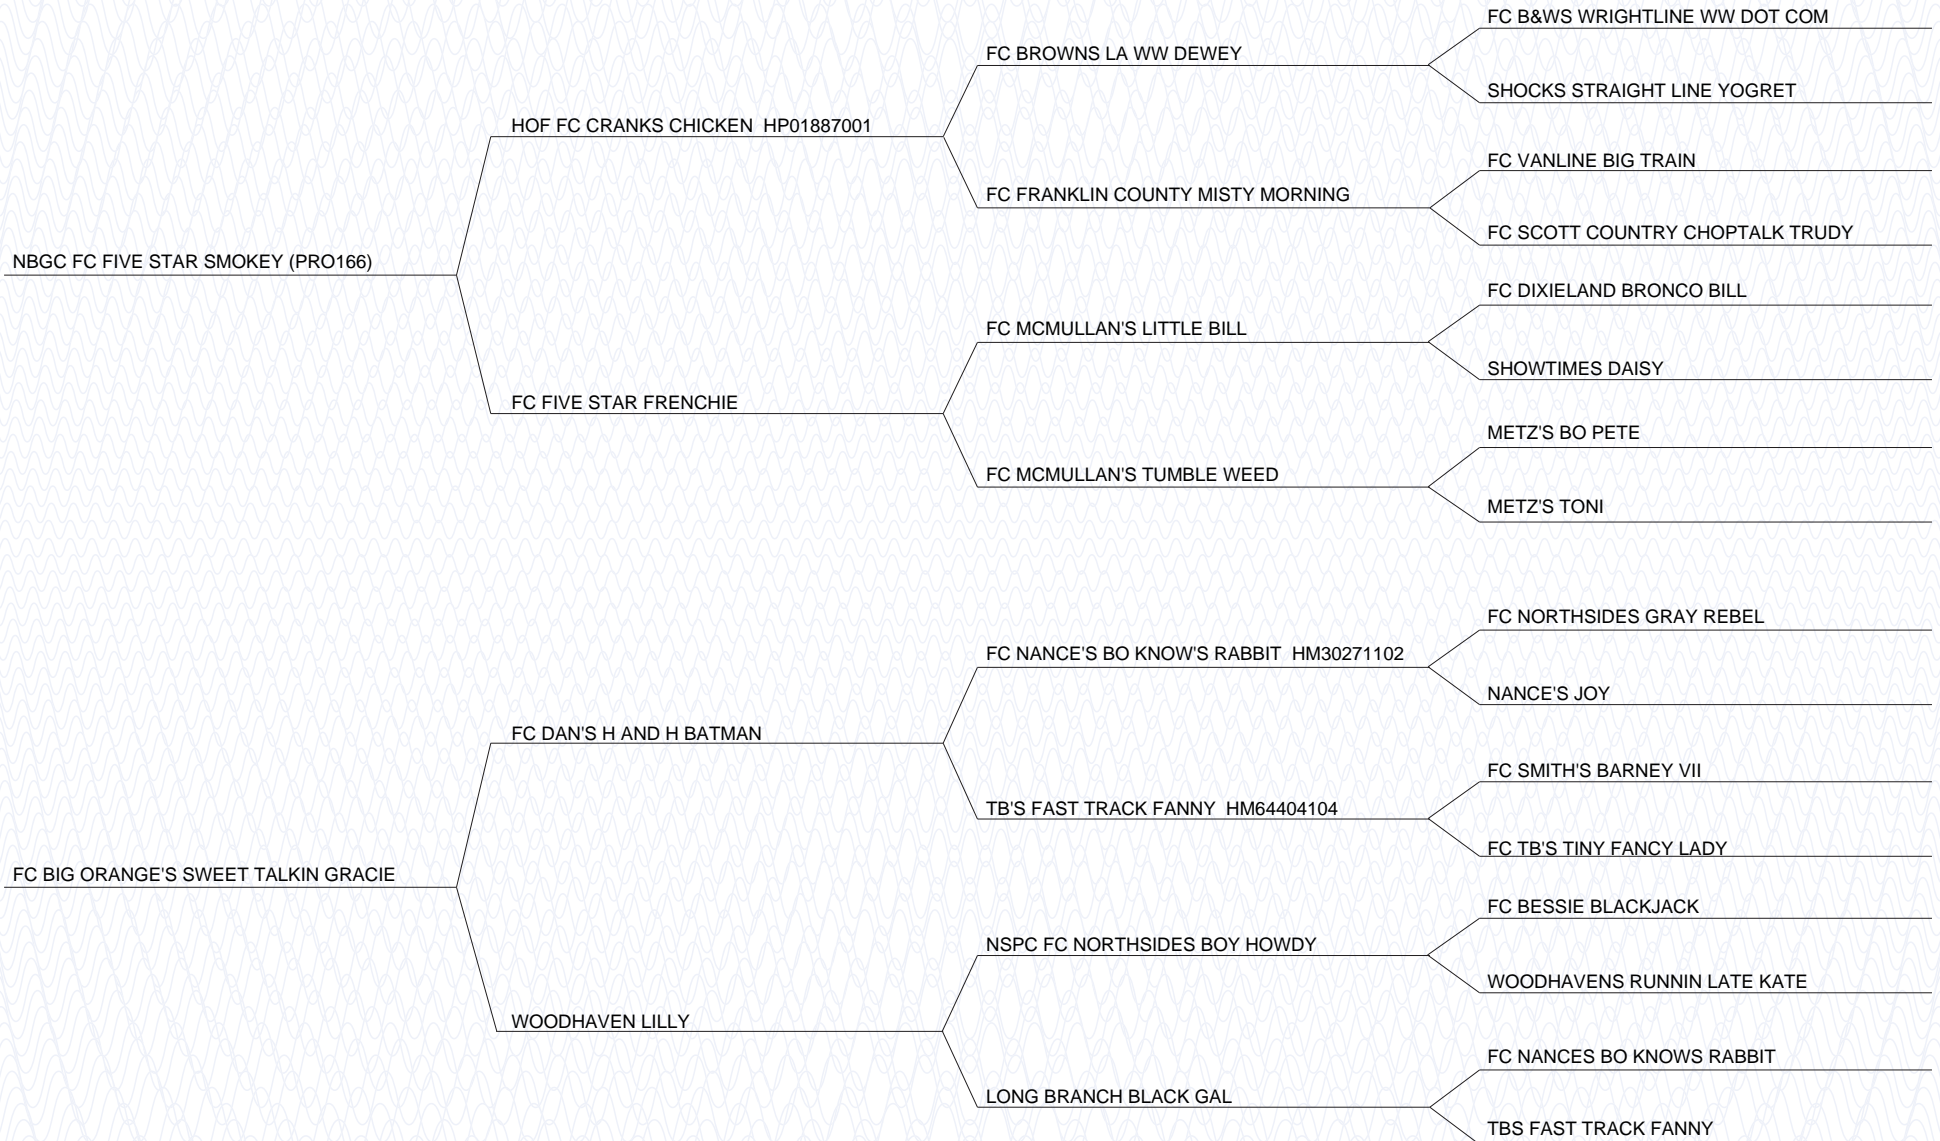 FC B&WS WRIGHTLINE WW DOT COM
FC BROWNS LA WW DEWEY
SHOCKS STRAIGHT LINE YOGRET
HOF FC CRANKS CHICKEN  HP01887001
FC VANLINE BIG TRAIN
FC FRANKLIN COUNTY MISTY MORNING
FC SCOTT COUNTRY CHOPTALK TRUDY
NBGC FC FIVE STAR SMOKEY (PRO166)
FC DIXIELAND BRONCO BILL
FC MCMULLAN'S LITTLE BILL
SHOWTIMES DAISY
FC FIVE STAR FRENCHIE
METZ'S BO PETE
FC MCMULLAN'S TUMBLE WEED
METZ'S TONI
FC NORTHSIDES GRAY REBEL
FC NANCE'S BO KNOW'S RABBIT  HM30271102
NANCE'S JOY
FC DAN'S H AND H BATMAN
FC SMITH'S BARNEY VII
TB'S FAST TRACK FANNY  HM64404104
FC TB'S TINY FANCY LADY
FC BIG ORANGE'S SWEET TALKIN GRACIE
FC BESSIE BLACKJACK
NSPC FC NORTHSIDES BOY HOWDY
WOODHAVENS RUNNIN LATE KATE
WOODHAVEN LILLY
FC NANCES BO KNOWS RABBIT
LONG BRANCH BLACK GAL
TBS FAST TRACK FANNY